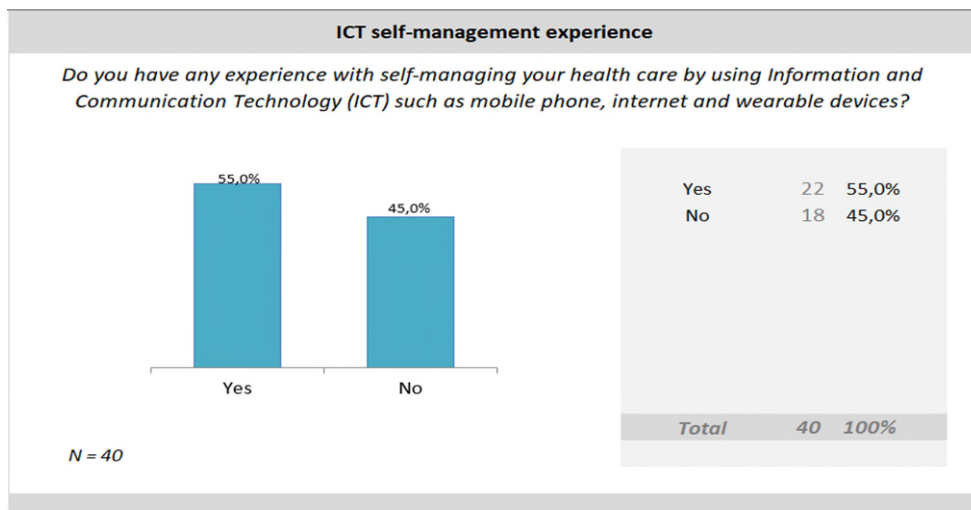 ICT self-management experience
Do you have any experience with self-managing your health care by using Information and
Communication Technology (ICT) such as mobile phone, internet and wearable devices?
55,0%
45,0%
Yes
No
N = 40
Yes 22 55,0%
No 18 45,0%
Total 40 100%